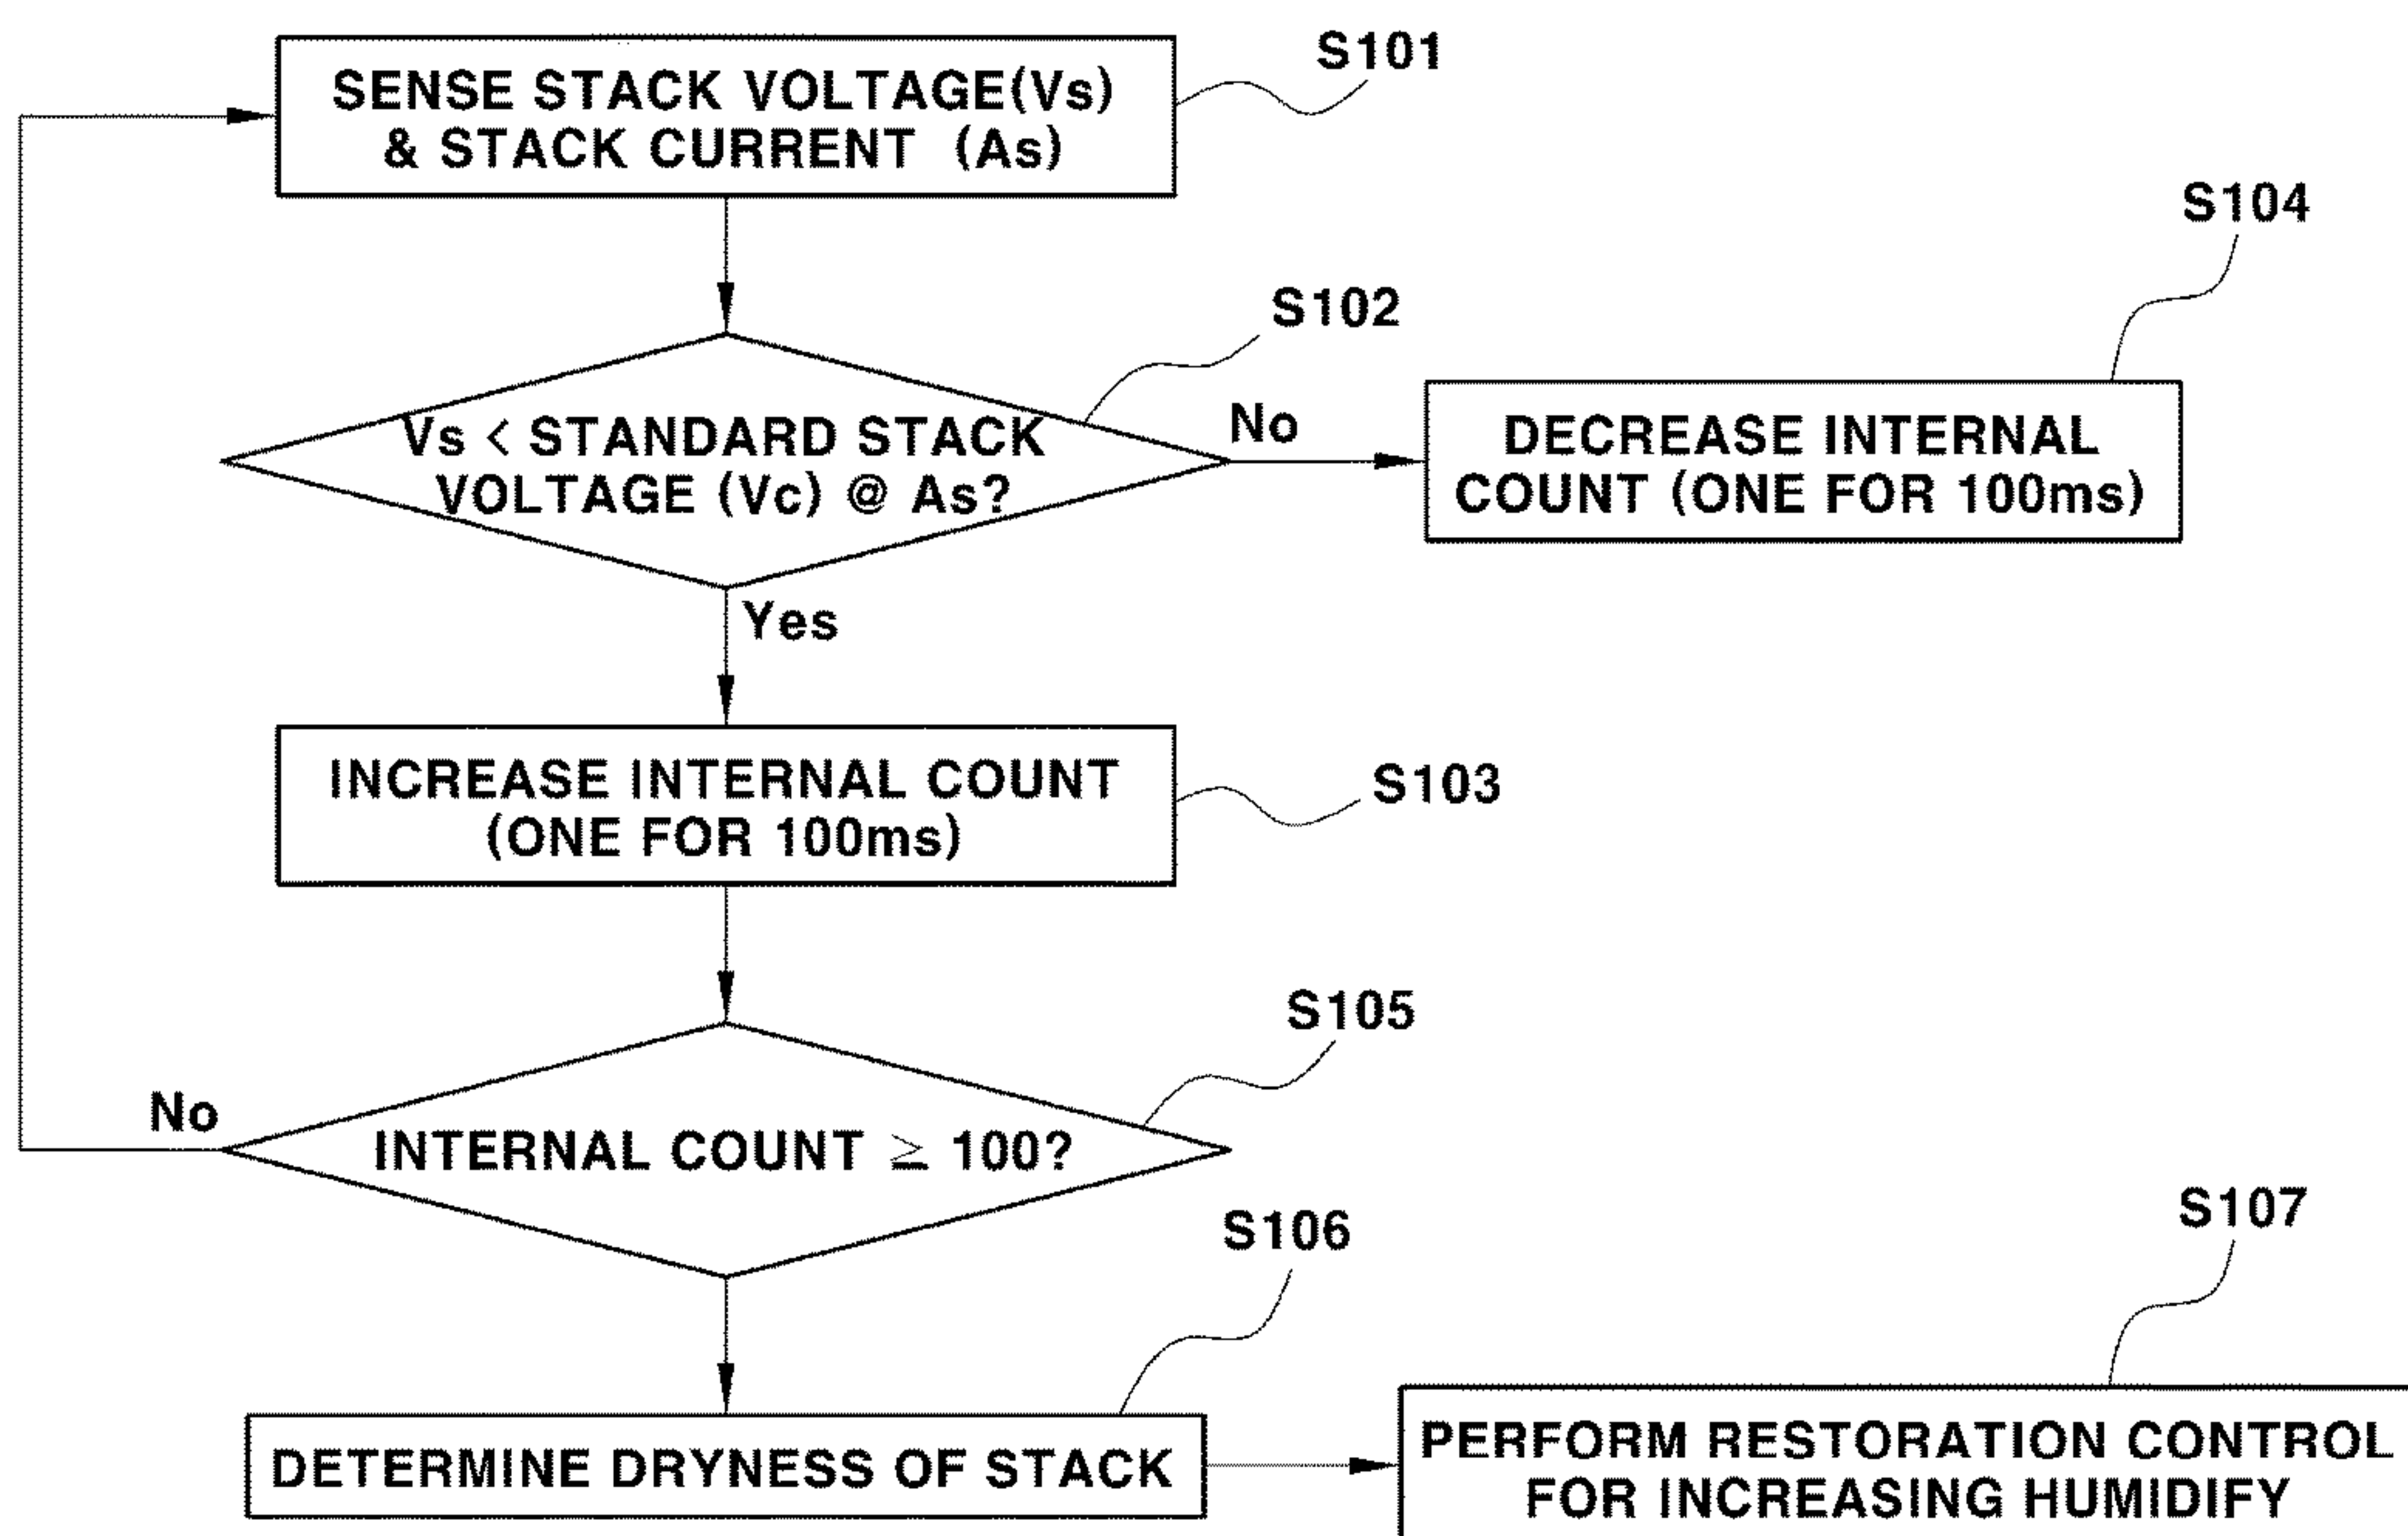 SENSE STACK VOLTAGE(Vs)
& STACK CURRENT (As)
S101
Vs < STANDARD STACK
VOLTAGE (Vc) @ As?
S102
No
DECREASE INTERNAL
COUNT (ONE FOR 100ms)
S104
Yes
INCREASE INTERNAL COUNT
(ONE FOR 100ms)
S103
INTERNAL COUNT ≥ 100?
S105
No
DETERMINE DRYNESS OF STACK
S106
PERFORM RESTORATION CONTROL
FOR INCREASING HUMIDIFY
S107